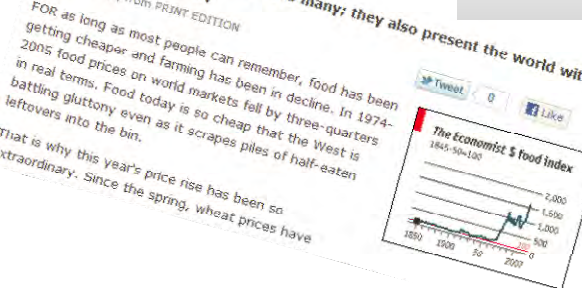 many; they also present the world wit
from PRINT EDITION
FOR as long as most people can remember, food has been
getting cheaper and farming has been in decline. In 1974-
2005 food prices on world markets fell by three-quarters
in real terms. Food today is so cheap that the West is
battling gluttony even as it scrapes piles of half-eaten
leftovers into the bin.
That is why this year's price rise has been so
xtraordinary. Since the spring, wheat prices have
Tweet 0 Like
The Economist $ food index
1845-50=100
2,000
1,500
1,000
500
100
0
1850 1900 50 2007